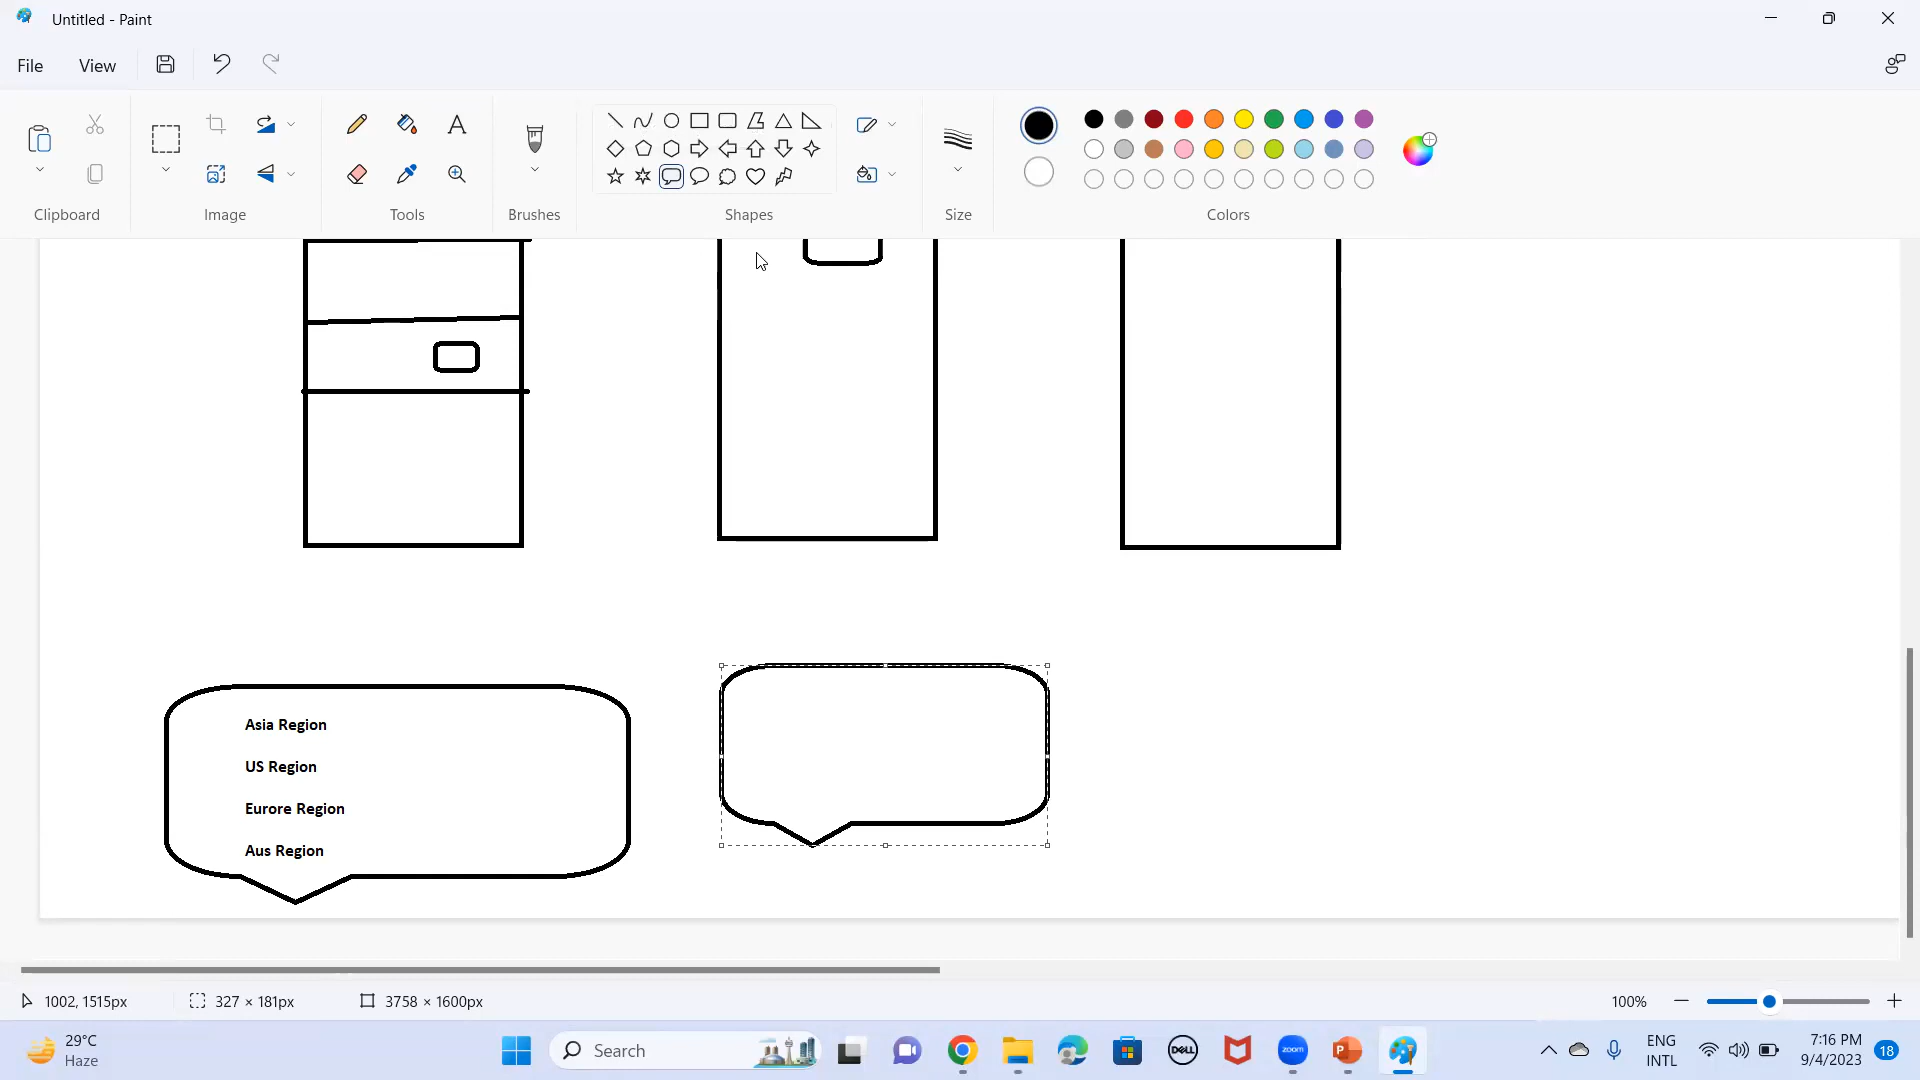 Untitled - Paint
File
View
Clipboard
Image
Tools
Brushes
Shapes
Size
Colors
Asia Region
US Region
Eurore Region
Aus Region
1002, 1515px
327 × 181px
3758 × 1600px
100%
29°C
Haze
Search
DELL
zoom
P
ENG
INTL
7:16 PM
9/4/2023
18